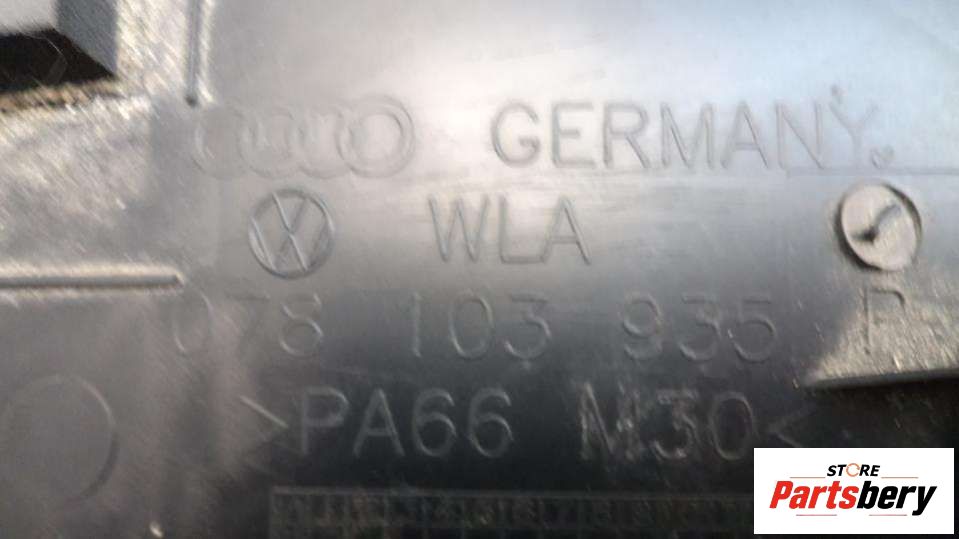 GERMANY
WLA
078 103 935 P
>PA66 M30<
STORE
Partsbery